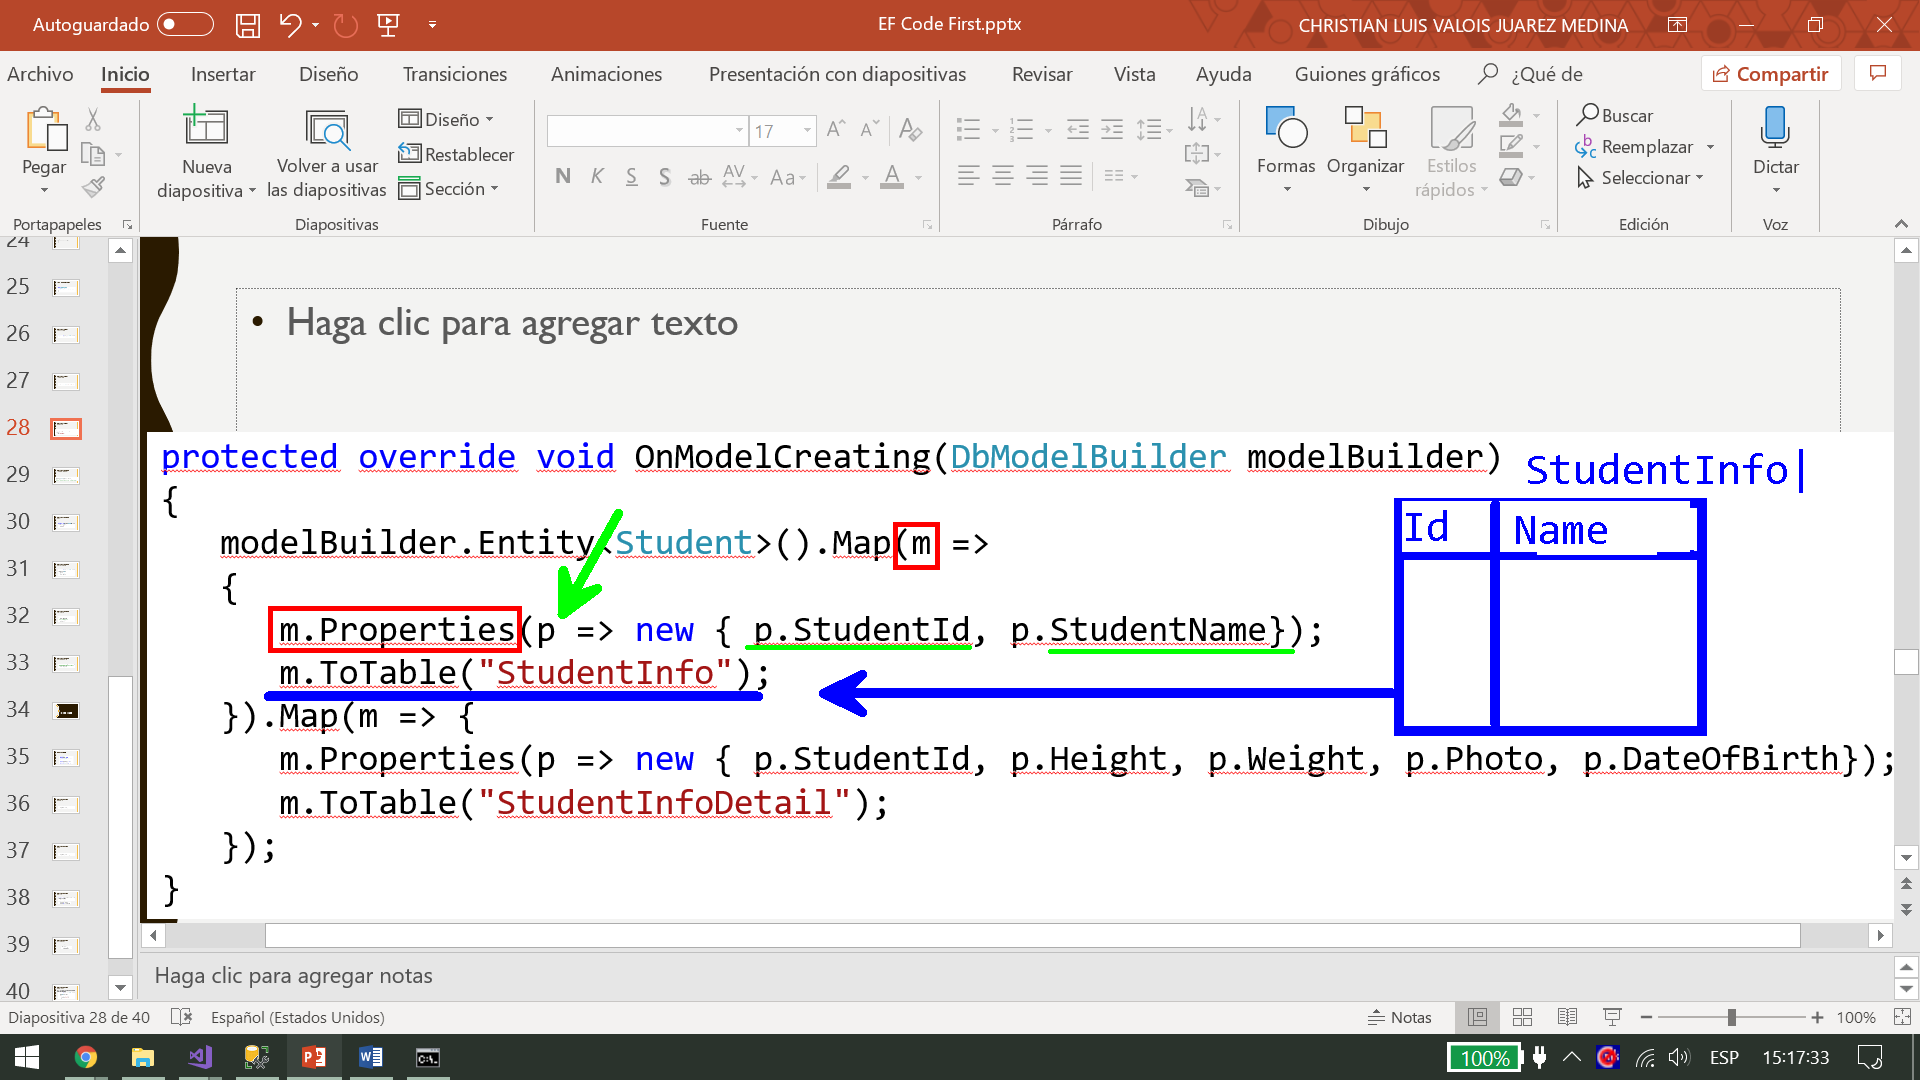 Autoguardado
EF Code First.pptx
CHRISTIAN LUIS VALOIS JUAREZ MEDINA
Archivo Inicio Insertar Diseño Transiciones Animaciones Presentación con diapositivas Revisar Vista Ayuda Guiones gráficos ¿Qué de Compartir
Pegar
Portapapeles
Nueva
diapositiva
Volver a usar
las diapositivas
Diseño
Restablecer
Sección
Diapositivas
17
N K S S ab AV Aa A
Fuente
Párrafo
Formas
Organizar
Estilos
rápidos
Dibujo
Buscar
Reemplazar
Seleccionar
Edición
Dictar
Voz
24
25
26
27
28
29
30
31
32
33
34
35
36
37
38
39
40
• Haga clic para agregar texto
protected override void OnModelCreating(DbModelBuilder modelBuilder)
{
modelBuilder.Entity<Student>().Map(m =>
{
m.Properties(p => new { p.StudentId, p.StudentName});
m.ToTable("StudentInfo");
}).Map(m => {
m.Properties(p => new { p.StudentId, p.Height, p.Weight, p.Photo, p.DateOfBirth});
m.ToTable("StudentInfoDetail");
});
}
StudentInfo|
Id Name
Haga clic para agregar notas
Diapositiva 28 de 40 Español (Estados Unidos) Notas 100%
100% ESP 15:17:33